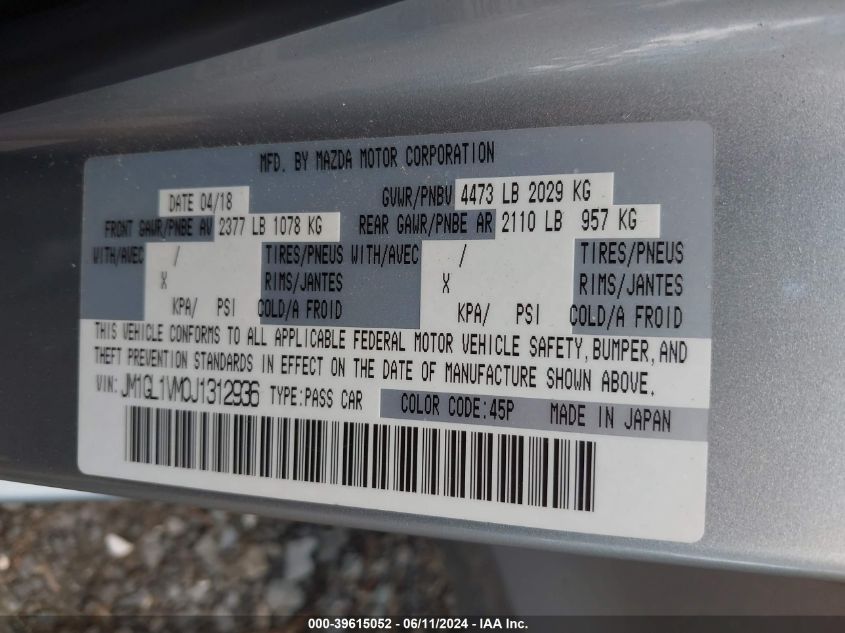 MFD. BY MAZDA MOTOR CORPORATION
DATE 04/18 GVWR/PNBV 4473 LB 2029 KG
FRONT GAWR/PNBE AV 2377 LB 1078 KG REAR GAWR/PNBE AR 2110 LB 957 KG
WITH/AVEC / TIRES/PNEUS WITH/AVEC / TIRES/PNEUS
X RIMS/JANTES X RIMS/JANTES
KPA/ PSI COLD/A FROID KPA/ PSI COLD/A FROID
THIS VEHICLE CONFORMS TO ALL APPLICABLE FEDERAL MOTOR VEHICLE SAFETY, BUMPER, AND
THEFT PREVENTION STANDARDS IN EFFECT ON THE DATE OF MANUFACTURE SHOWN ABOVE.
VIN: JM1GL1VM0J1312936 TYPE:PASS CAR COLOR CODE:45P MADE IN JAPAN
000-39615052 - 06/11/2024 - IAA Inc.